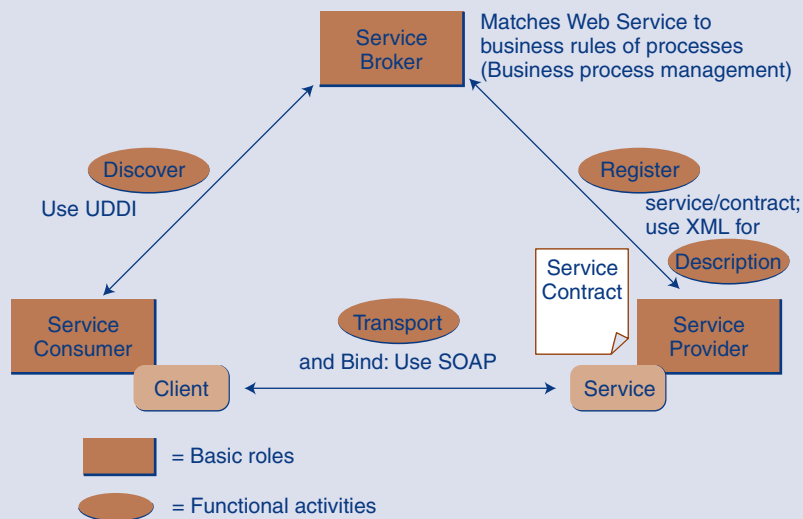 Service
Broker
Matches Web Service to
business rules of processes
(Business process management)
Discover
Use UDDI
Register
service/contract;
use XML for
Description
Service
Contract
Service
Consumer
Client
Transport
and Bind: Use SOAP
Service
Provider
Service
= Basic roles
= Functional activities